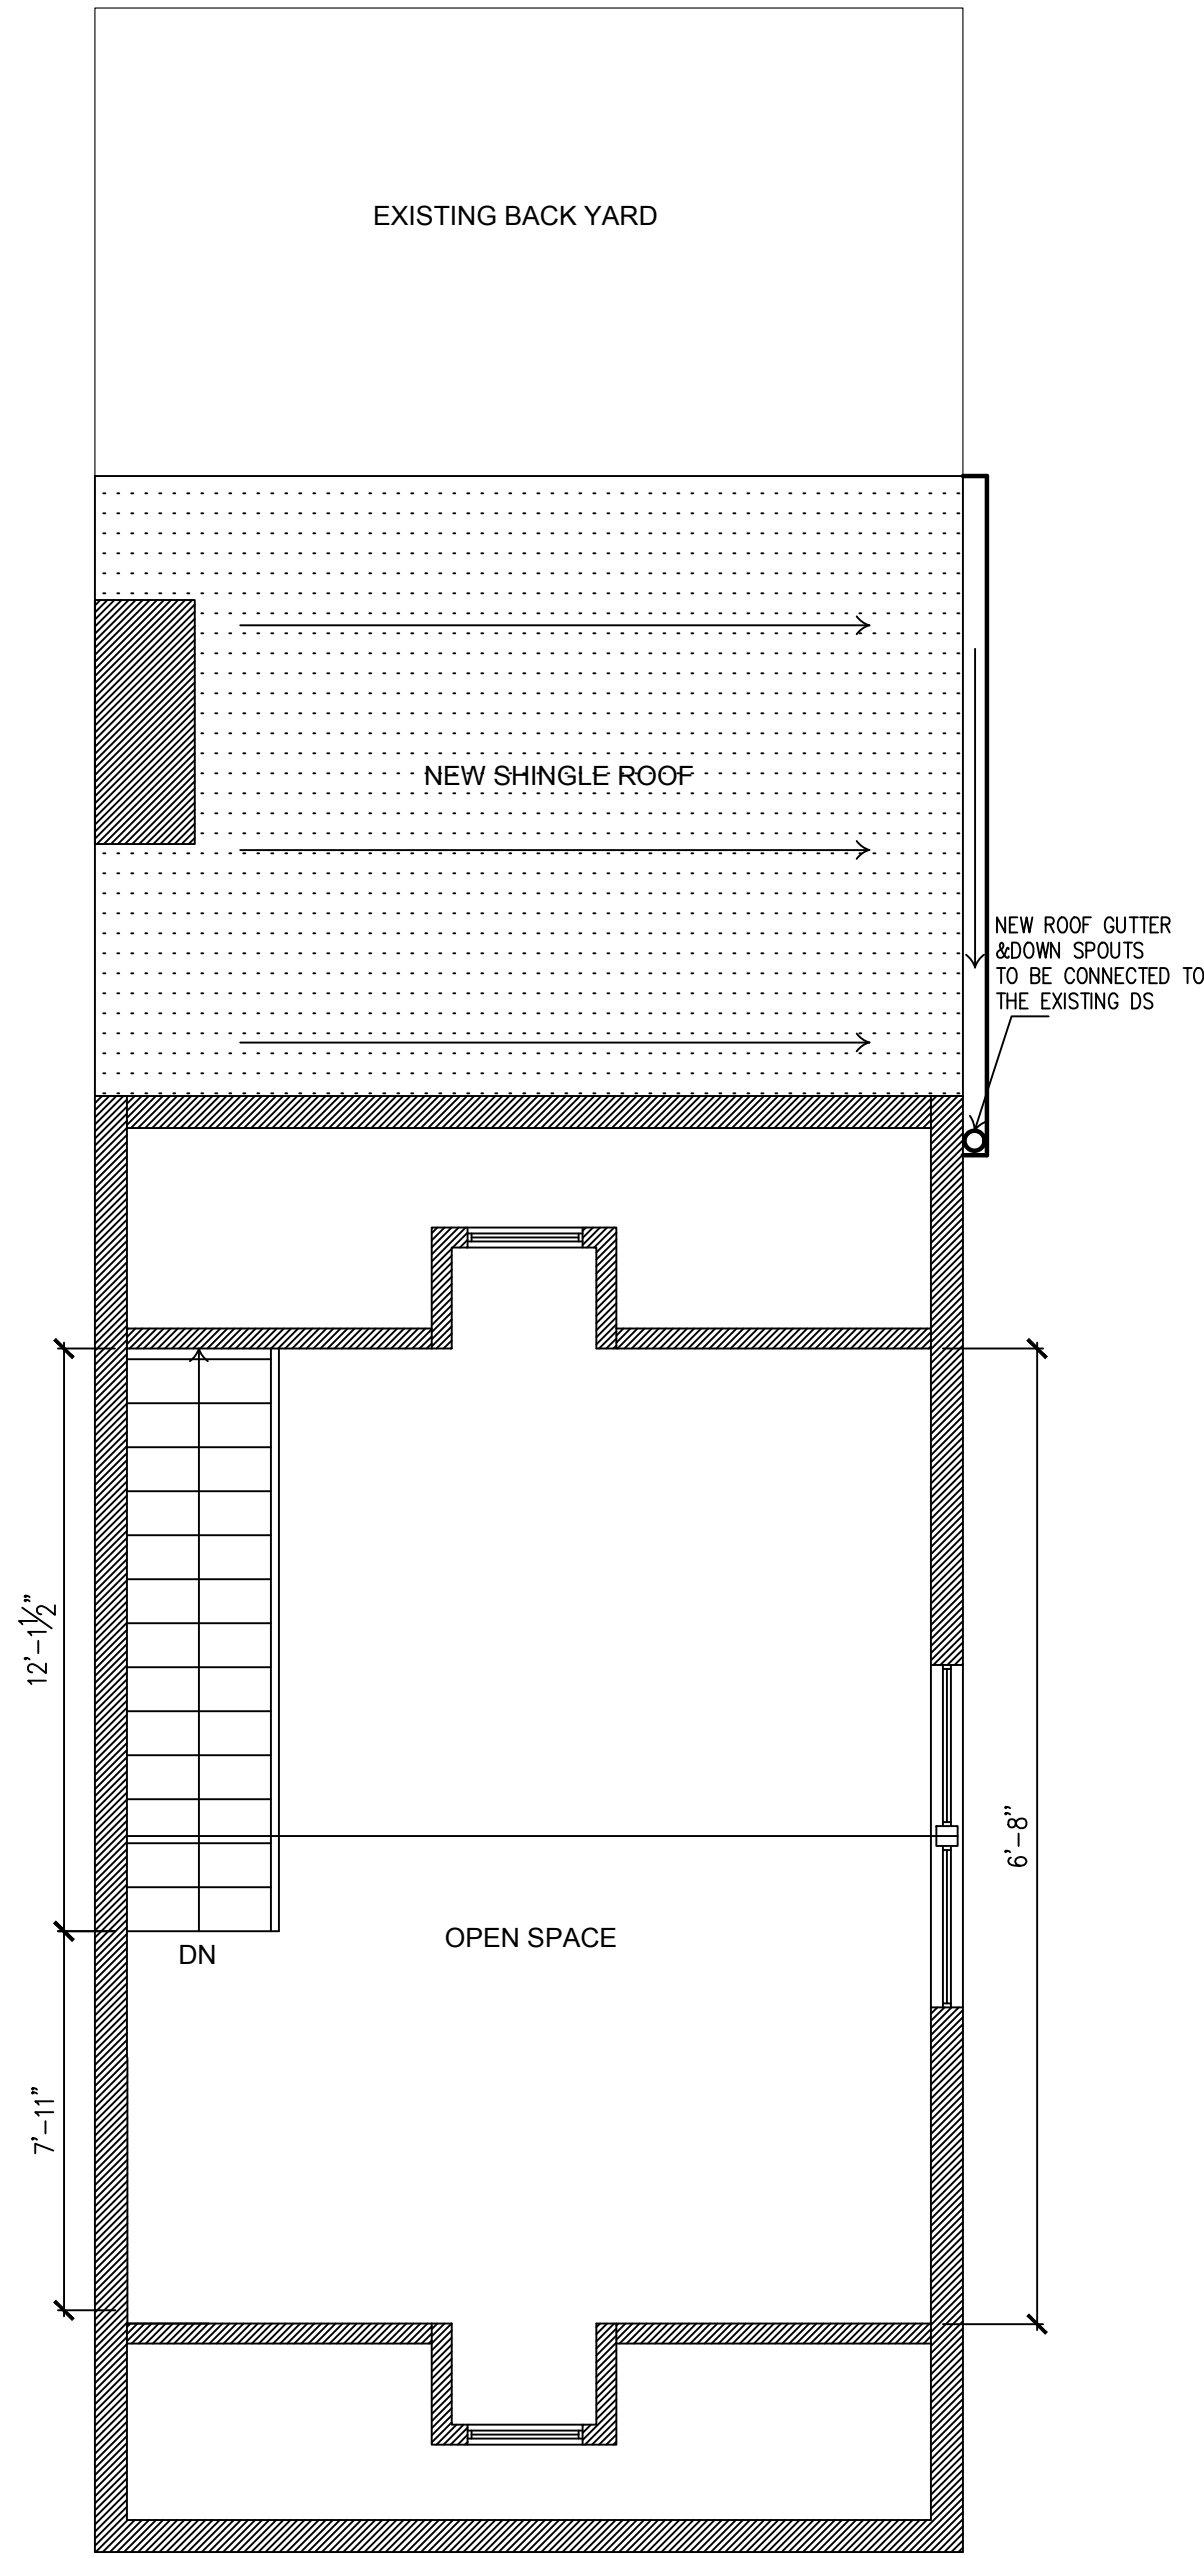 EXISTING BACK YARD
NEW SHINGLE ROOF
NEW ROOF GUTTER
&DOWN SPOUTS
TO BE CONNECTED TO
THE EXISTING DS
12'-1½"
6'-8"
OPEN SPACE
DN
7'-11"